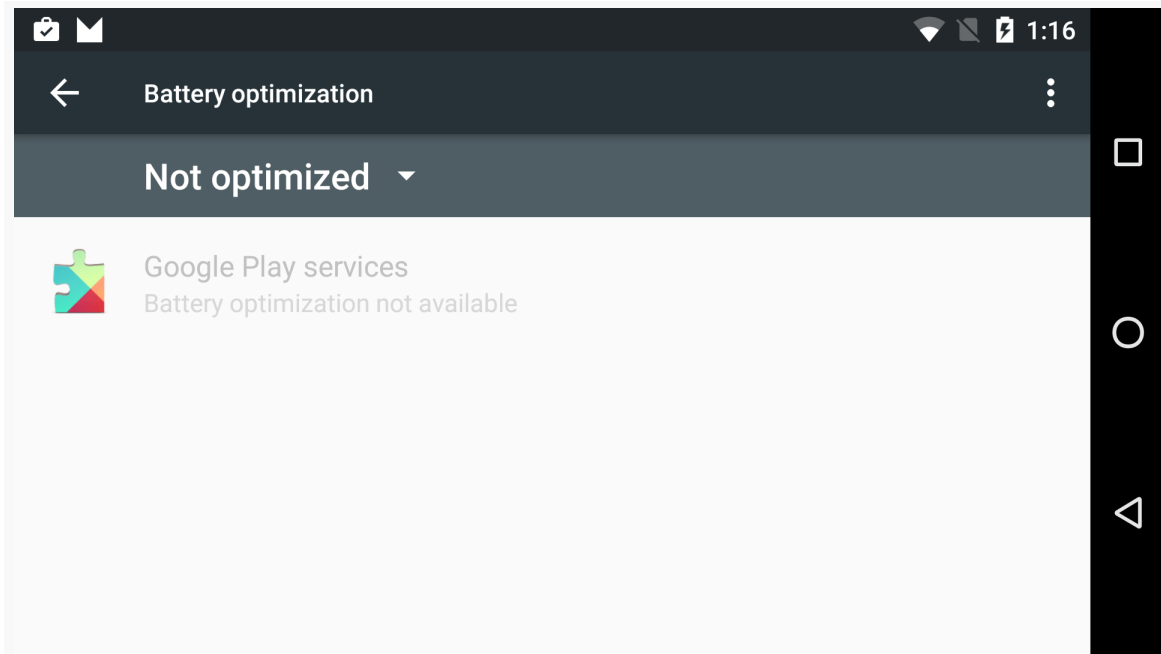 1:16
Battery optimization
Not optimized
Google Play services
Battery optimization not available